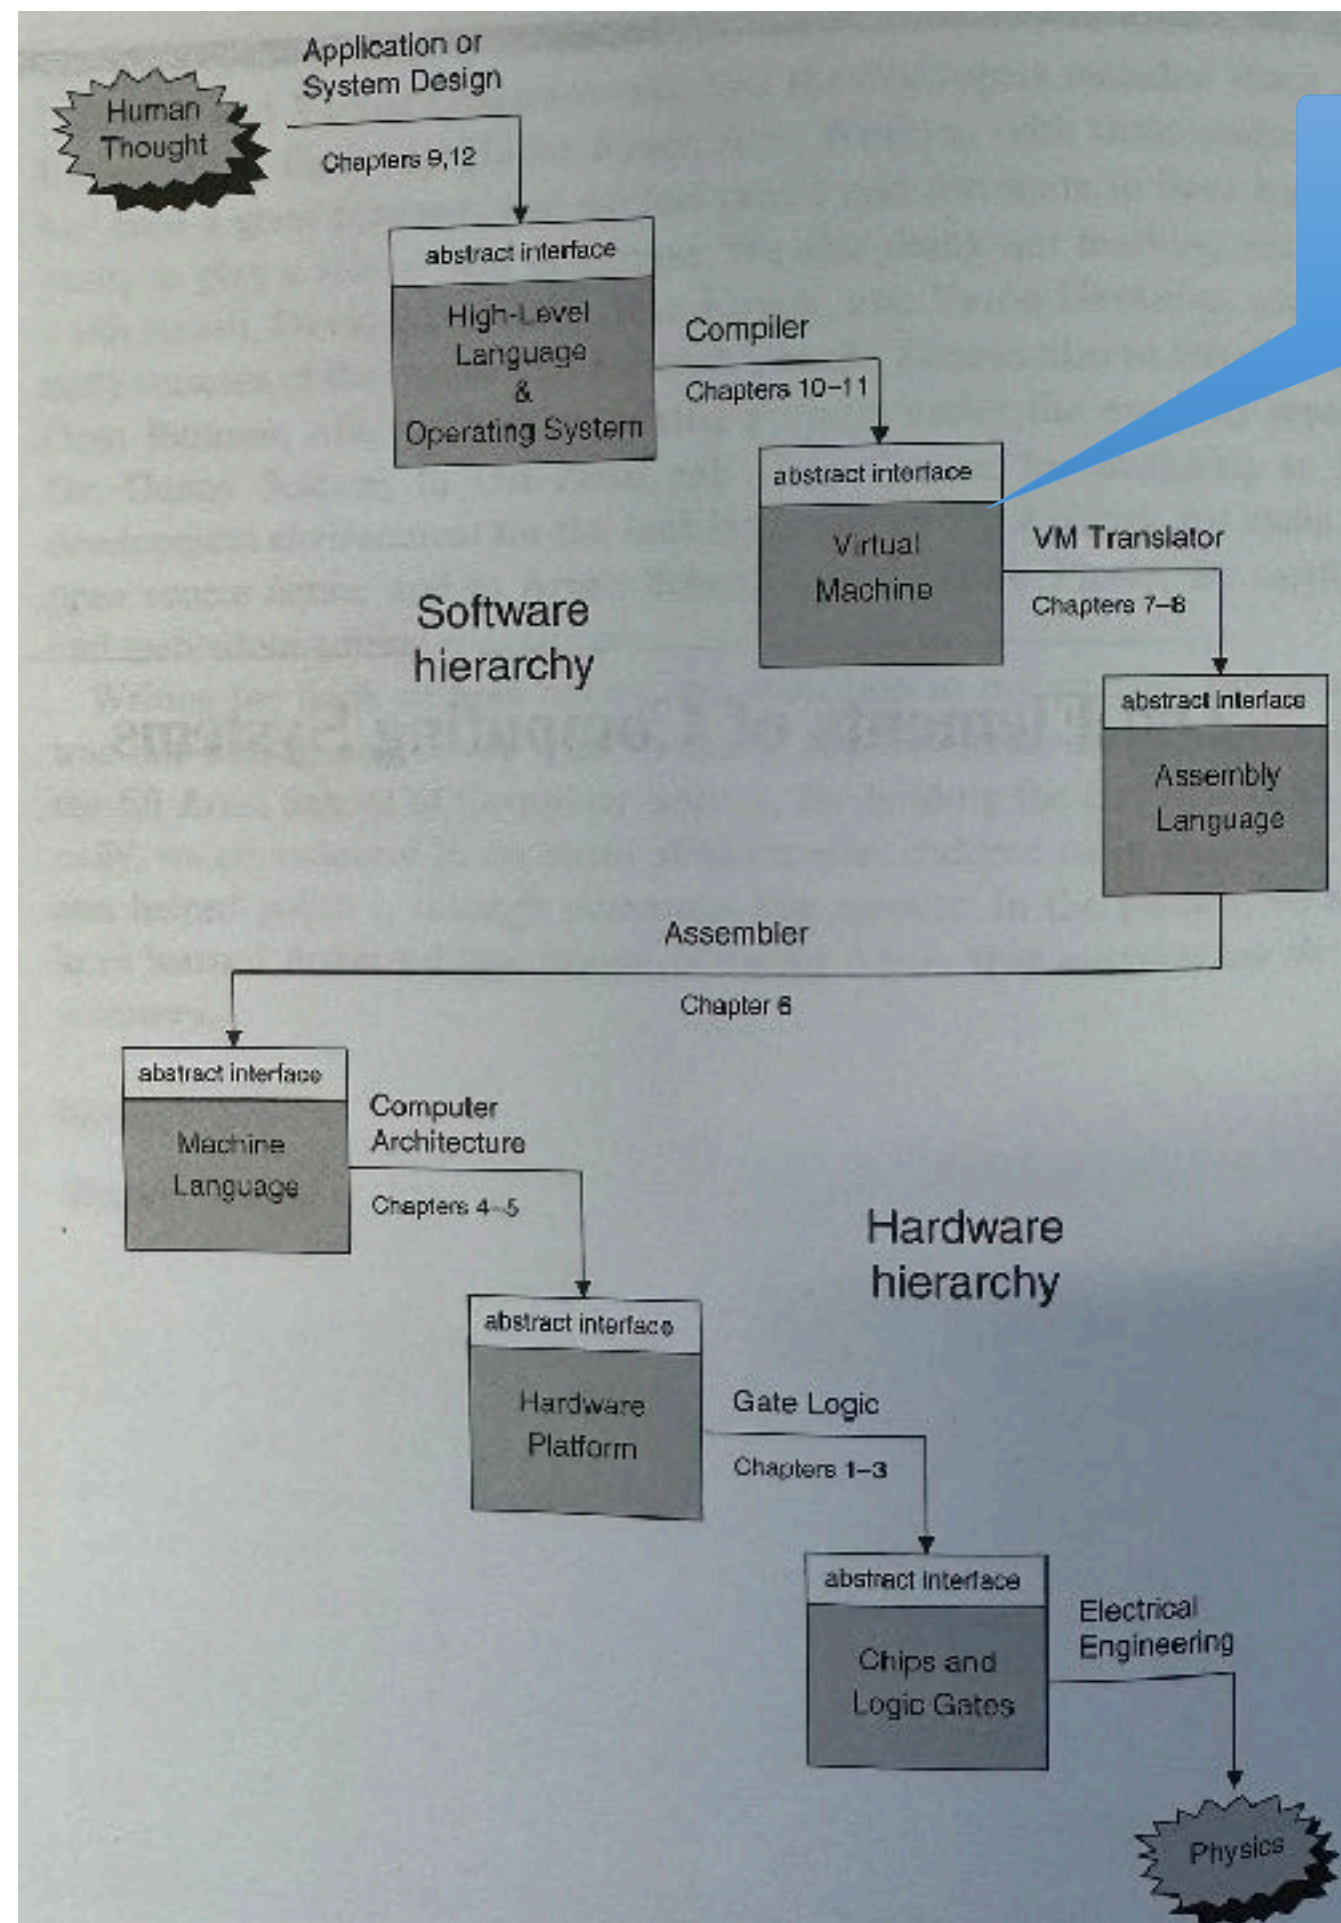 Application or
System Design
Human
Thought
Chapters 9,12
abstract interface
High-Level
Language
&
Operating System
Compiler
Chapters 10–11
abstract interface
Virtual
Machine
VM Translator
Chapters 7–8
Software
hierarchy
abstract interface
Assembly
Language
Assembler
Chapter 6
abstract interface
Machine
Language
Computer
Architecture
Chapters 4–5
Hardware
hierarchy
abstract interface
Hardware
Platform
Gate Logic
Chapters 1–3
abstract interface
Chips and
Logic Gates
Electrical
Engineering
Physics